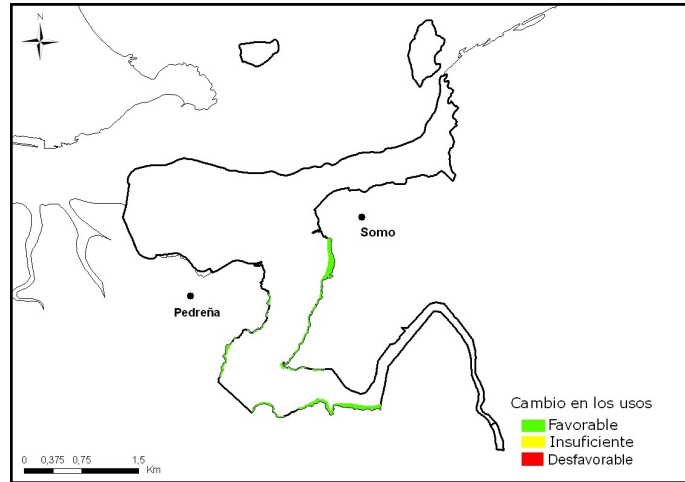 N
Somo
Pedreña
Cambio en los usos
Favorable
Insuficiente
Desfavorable
0 0,375 0,75 1,5
Km